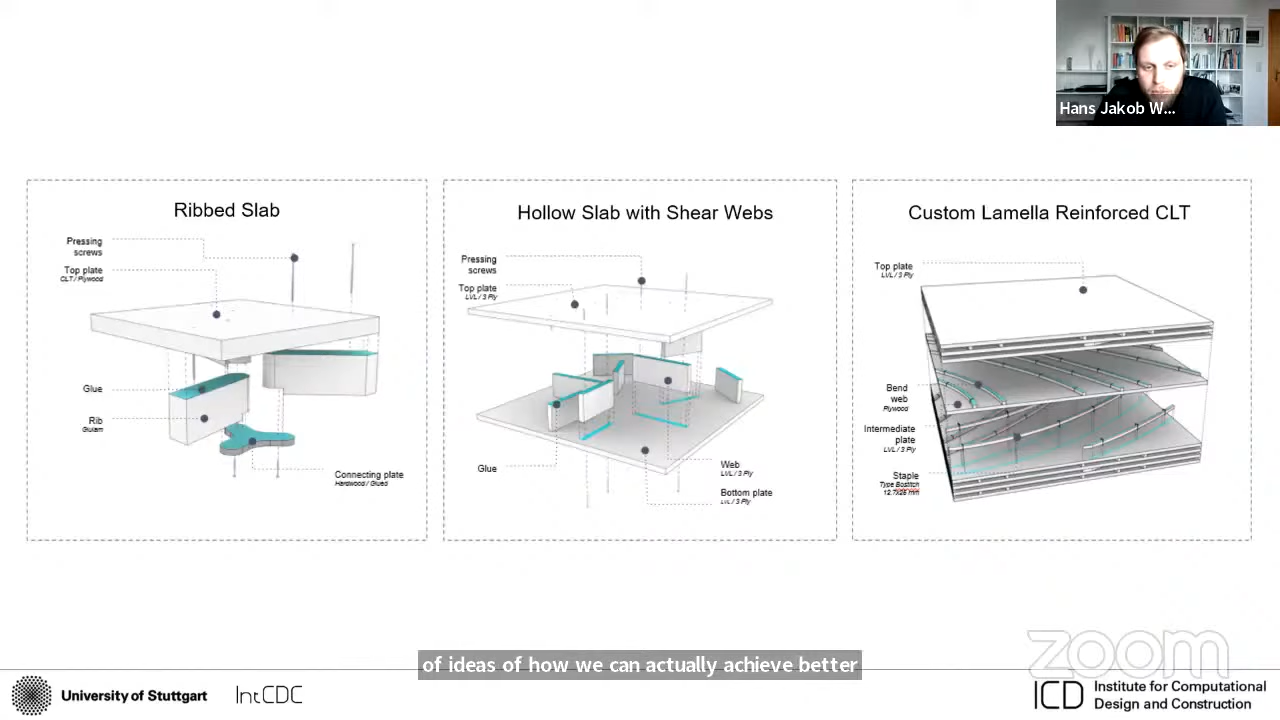 Hans Jakob W...
Ribbed Slab
Pressing
screws
Top plate
CLT / Plywood
Glue
Rib
Glulam
Connecting plate
Hardwood / Glued
Hollow Slab with Shear Webs
Pressing
screws
Top plate
LVL / 3 Ply
Glue
Web
LVL / 3 Ply
Bottom plate
LVL / 3 Ply
Custom Lamella Reinforced CLT
Top plate
LVL / 3 Ply
Bend
web
Plywood
Intermediate
plate
LVL / 3 Ply
Staple
Type Bostitch
12.7x28 mm
of ideas of how we can actually achieve better
zoom
University of Stuttgart
IntCDC
ICD
Institute for Computational
Design and Construction